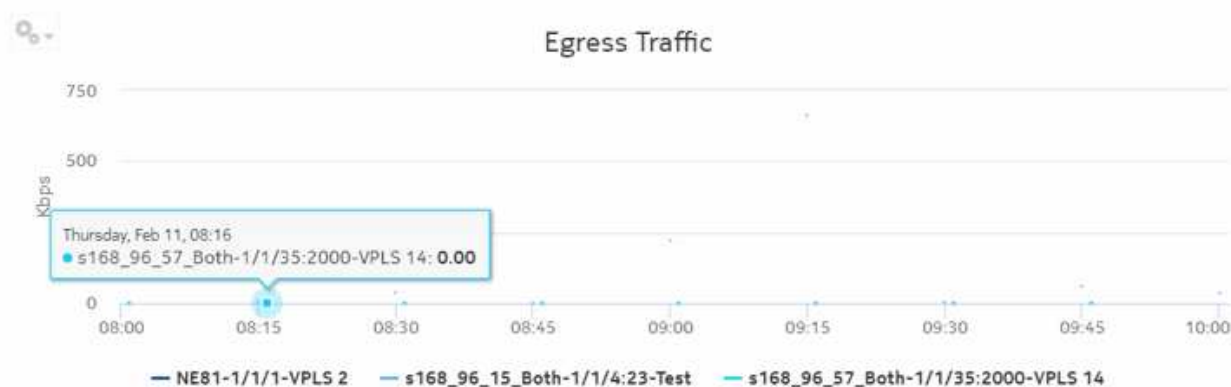 Egress Traffic
750
500
Kbps
Thursday, Feb 11, 08:16
s168_96_57_Both-1/1/35:2000-VPLS 14: 0.00
0
08:00 08:15 08:30 08:45 09:00 09:15 09:30 09:45 10:00
NE81-1/1/1-VPLS 2 s168_96_15_Both-1/1/4:23-Test s168_96_57_Both-1/1/35:2000-VPLS 14